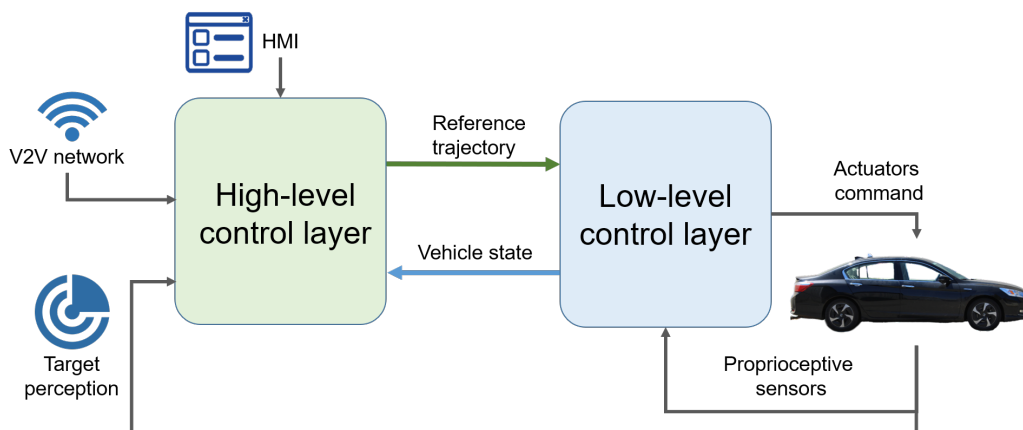 HMI
V2V network
Reference
trajectory
Actuators
command
High-level
control layer
Low-level
control layer
Vehicle state
Target
perception
Proprioceptive
sensors